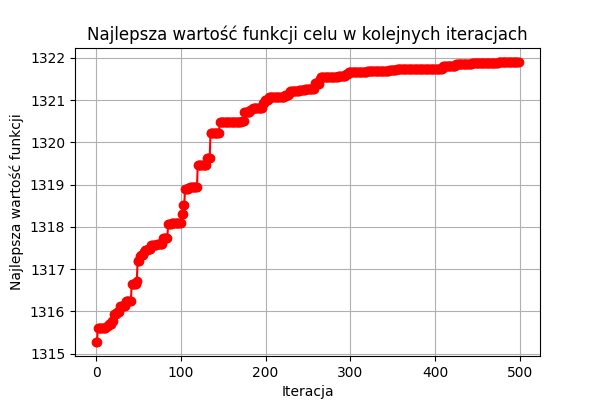 Najlepsza wartość funkcji celu w kolejnych iteracjach
Najlepsza wartość funkcji
1322
1321
1320
1319
1318
1317
1316
1315
0 100 200 300 400 500
Iteracja